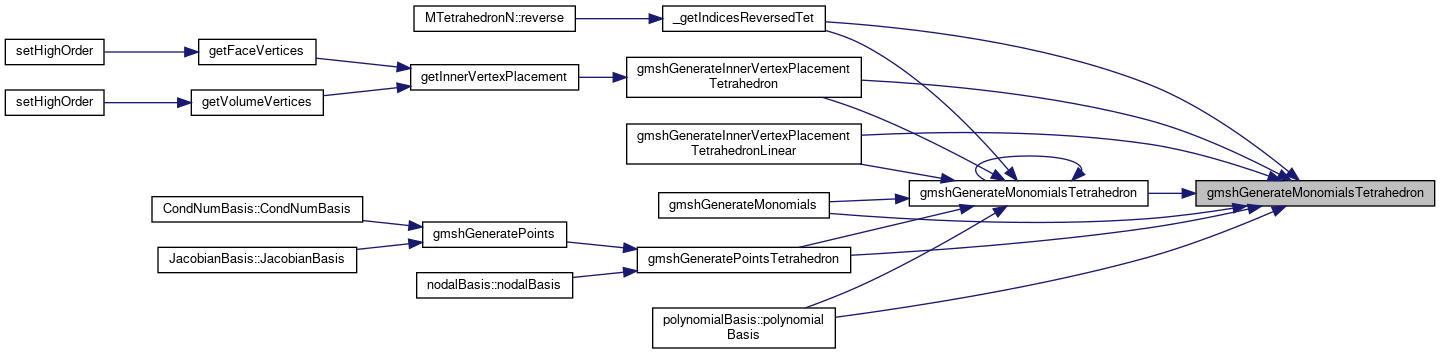 MTetrahedronN::reverse
_getIndicesReversedTet
setHighOrder
getFaceVertices
getInnerVertexPlacement
gmshGenerateInnerVertexPlacement
Tetrahedron
setHighOrder
getVolumeVertices
gmshGenerateInnerVertexPlacement
TetrahedronLinear
gmshGenerateMonomialsTetrahedron
gmshGenerateMonomialsTetrahedron
CondNumBasis::CondNumBasis
gmshGenerateMonomials
gmshGeneratePoints
JacobianBasis::JacobianBasis
gmshGeneratePointsTetrahedron
nodalBasis::nodalBasis
polynomialBasis::polynomial
Basis